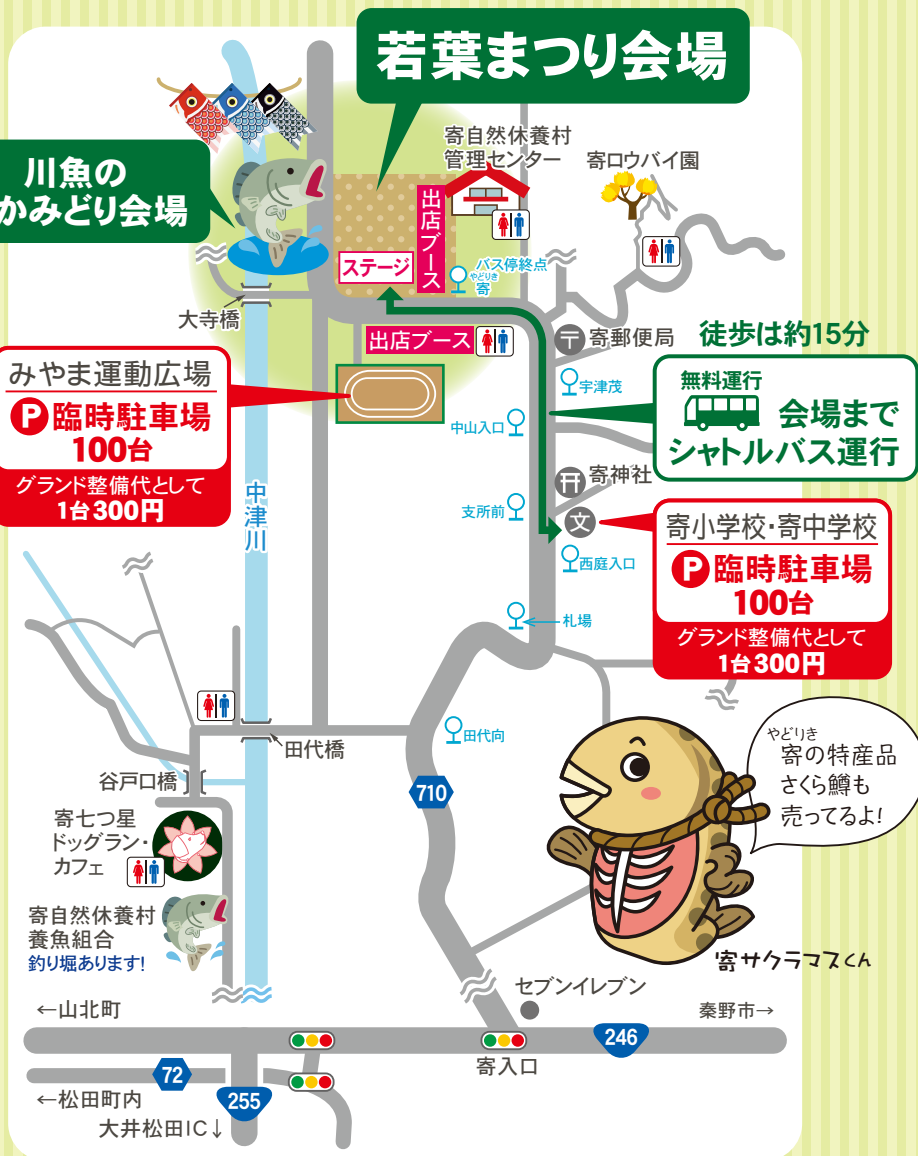 若葉まつり会場
川魚の
かみどり会場
寄自然休養村
管理センター
寄ロウバイ園
出店ブース
ステージ
バス停終点
やどりき
寄
大寺橋
出店ブース
〒
寄郵便局
徒歩は約15分
みやま運動広場
P 臨時駐車場
100台
グランド整備代として
1台300円
宇津茂
無料運行
会場まで
シャトルバス運行
中山入口
中津川
寄神社
支所前
文
寄小学校・寄中学校
P 臨時駐車場
100台
グランド整備代として
1台300円
西庭入口
札場
田代橋
田代向
谷戸口橋
710
やどりき
寄の特産品
さくら鱒も
売ってるよ!
寄七つ星
ドッグラン・
カフェ
寄自然休養村
養魚組合
釣り堀あります!
寄サクラマスくん
セブンイレブン
←山北町
秦野市→
246
寄入口
72
←松田町内
255
大井松田IC↓